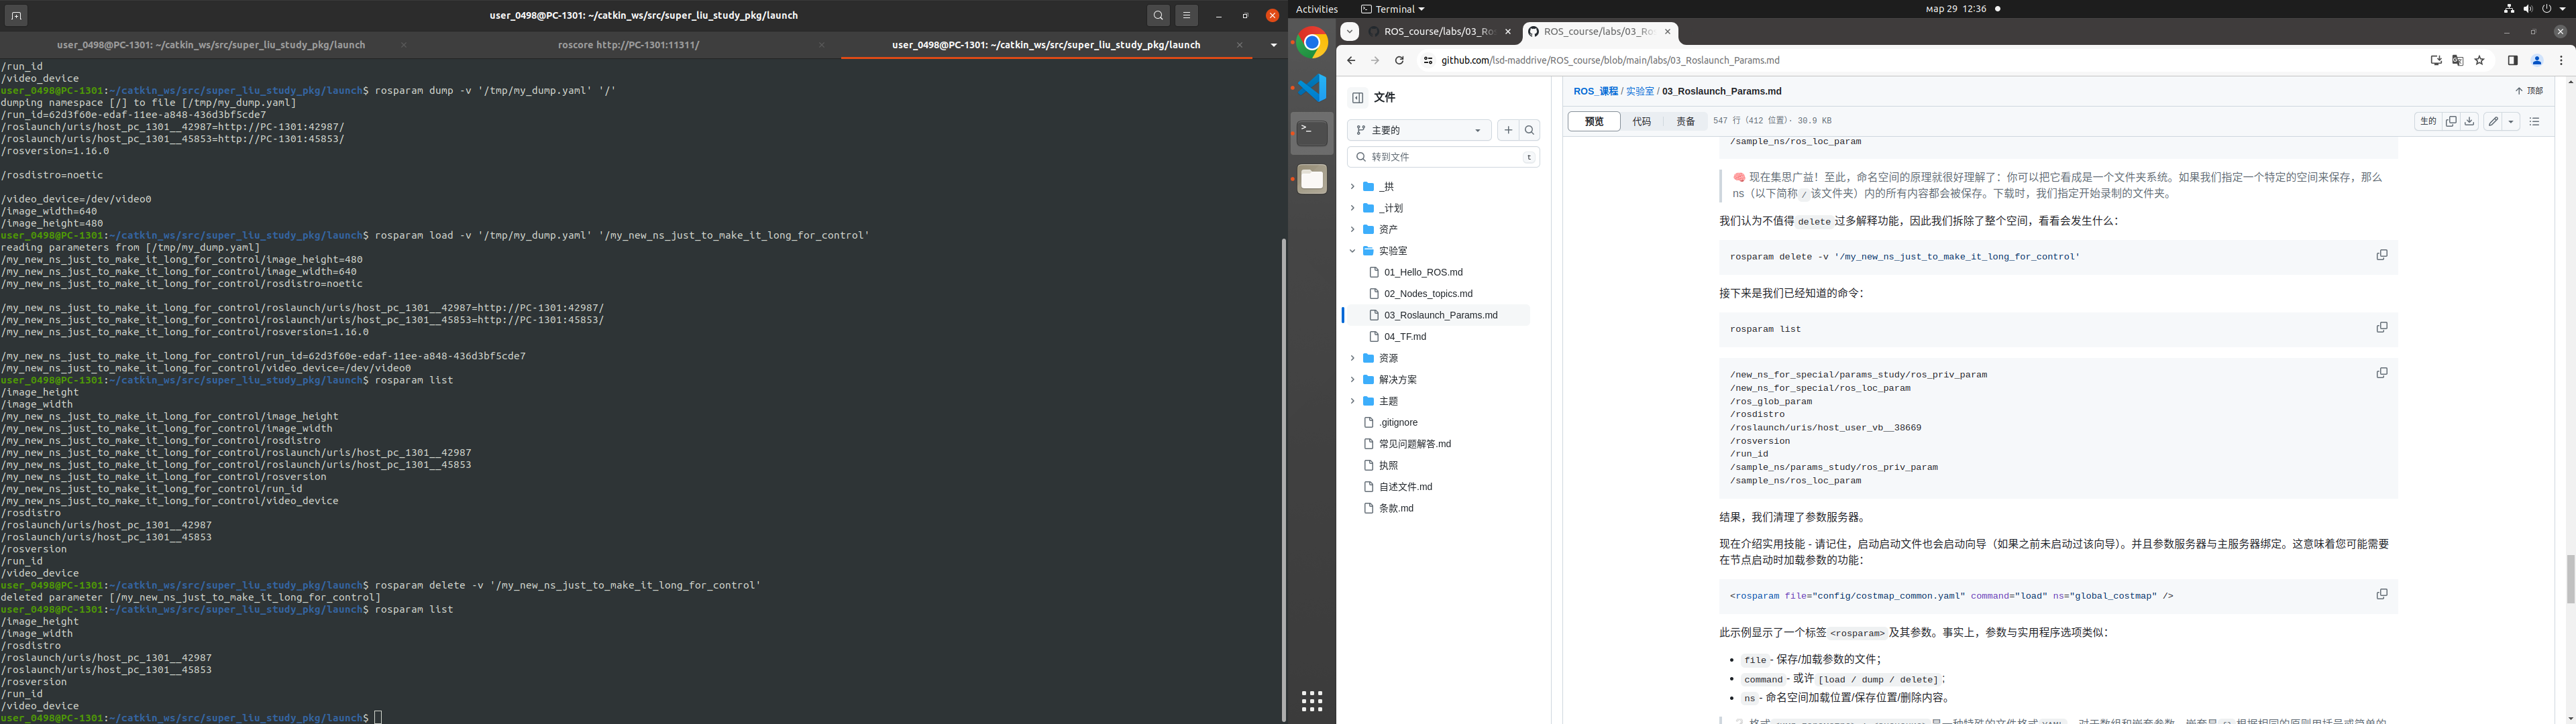 user_0498@PC-1301: ~/catkin_ws/src/super_liu_study_pkg/launch
user_0498@PC-1301: ~/catkin_ws/src/super_liu_study_pkg/launch
roscore http://PC-1301:11311/
user_0498@PC-1301: ~/catkin_ws/src/super_liu_study_pkg/launch
/run_id
/video_device
user_0498@PC-1301:~/catkin_ws/src/super_liu_study_pkg/launch$ rosparam dump -v '/tmp/my_dump.yaml' '/'
dumping namespace [/] to file [/tmp/my_dump.yaml]
/run_id=62d3f60e-edaf-11ee-a848-436d3bf5cde7
/roslaunch/uris/host_pc_1301__42987=http://PC-1301:42987/
/roslaunch/uris/host_pc_1301__45853=http://PC-1301:45853/
/rosversion=1.16.0
/rosdistro=noetic
/video_device=/dev/video0
/image_width=640
/image_height=480
user_0498@PC-1301:~/catkin_ws/src/super_liu_study_pkg/launch$ rosparam load -v '/tmp/my_dump.yaml' '/my_new_ns_just_to_make_it_long_for_control'
reading parameters from [/tmp/my_dump.yaml]
/my_new_ns_just_to_make_it_long_for_control/image_height=480
/my_new_ns_just_to_make_it_long_for_control/image_width=640
/my_new_ns_just_to_make_it_long_for_control/rosdistro=noetic
/my_new_ns_just_to_make_it_long_for_control/roslaunch/uris/host_pc_1301__42987=http://PC-1301:42987/
/my_new_ns_just_to_make_it_long_for_control/roslaunch/uris/host_pc_1301__45853=http://PC-1301:45853/
/my_new_ns_just_to_make_it_long_for_control/rosversion=1.16.0
/my_new_ns_just_to_make_it_long_for_control/run_id=62d3f60e-edaf-11ee-a848-436d3bf5cde7
/my_new_ns_just_to_make_it_long_for_control/video_device=/dev/video0
user_0498@PC-1301:~/catkin_ws/src/super_liu_study_pkg/launch$ rosparam list
/image_height
/image_width
/my_new_ns_just_to_make_it_long_for_control/image_height
/my_new_ns_just_to_make_it_long_for_control/image_width
/my_new_ns_just_to_make_it_long_for_control/rosdistro
/my_new_ns_just_to_make_it_long_for_control/roslaunch/uris/host_pc_1301__42987
/my_new_ns_just_to_make_it_long_for_control/roslaunch/uris/host_pc_1301__45853
/my_new_ns_just_to_make_it_long_for_control/rosversion
/my_new_ns_just_to_make_it_long_for_control/run_id
/my_new_ns_just_to_make_it_long_for_control/video_device
/rosdistro
/roslaunch/uris/host_pc_1301__42987
/roslaunch/uris/host_pc_1301__45853
/rosversion
/run_id
/video_device
user_0498@PC-1301:~/catkin_ws/src/super_liu_study_pkg/launch$ rosparam delete -v '/my_new_ns_just_to_make_it_long_for_control'
deleted parameter [/my_new_ns_just_to_make_it_long_for_control]
user_0498@PC-1301:~/catkin_ws/src/super_liu_study_pkg/launch$ rosparam list
/image_height
/image_width
/rosdistro
/roslaunch/uris/host_pc_1301__42987
/roslaunch/uris/host_pc_1301__45853
/rosversion
/run_id
/video_device
user_0498@PC-1301:~/catkin_ws/src/super_liu_study_pkg/launch$
Activities
Terminal
мар 29 12:36
ROS_course/labs/03_Ro
ROS_course/labs/03_Ro
github.com/lsd-maddrive/ROS_course/blob/main/labs/03_Roslaunch_Params.md
文件
主要的
转到文件
t
_拱
_计划
资产
实验室
01_Hello_ROS.md
02_Nodes_topics.md
03_Roslaunch_Params.md
04_TF.md
资源
解决方案
主题
.gitignore
常见问题解答.md
执照
自述文件.md
条款.md
ROS_课程 / 实验室 / 03_Roslaunch_Params.md
顶部
预览 代码 责备 547 行 (412 位置)· 30.9 KB
生的
/sample_ns/ros_loc_param
现在集思广益！至此，命名空间的原理就很好理解了：你可以把它看成是一个文件夹系统。如果我们指定一个特定的空间来保存，那么
ns（以下简称 / 该文件夹）内的所有内容都会被保存。下载时，我们指定开始录制的文件夹。
我们认为不值得 delete 过多解释功能，因此我们拆除了整个空间，看看会发生什么：
rosparam delete -v '/my_new_ns_just_to_make_it_long_for_control'
接下来是我们已经知道的命令：
rosparam list
/new_ns_for_special/params_study/ros_priv_param
/new_ns_for_special/ros_loc_param
/ros_glob_param
/rosdistro
/roslaunch/uris/host_user_vb__38669
/rosversion
/run_id
/sample_ns/params_study/ros_priv_param
/sample_ns/ros_loc_param
结果，我们清理了参数服务器。
现在介绍实用技能 - 请记住，启动启动文件也会启动向导（如果之前未启动过该向导）。并且参数服务器与主服务器绑定。这意味着您可能需要
在节点启动时加载参数的功能：
<rosparam file="config/costmap_common.yaml" command="load" ns="global_costmap" />
此示例显示了一个标签 <rosparam> 及其参数。事实上，参数与实用程序选项类似：
file - 保存/加载参数的文件；
command - 或许 [load / dump / delete] ；
ns - 命名空间加载位置/保存位置/删除内容。